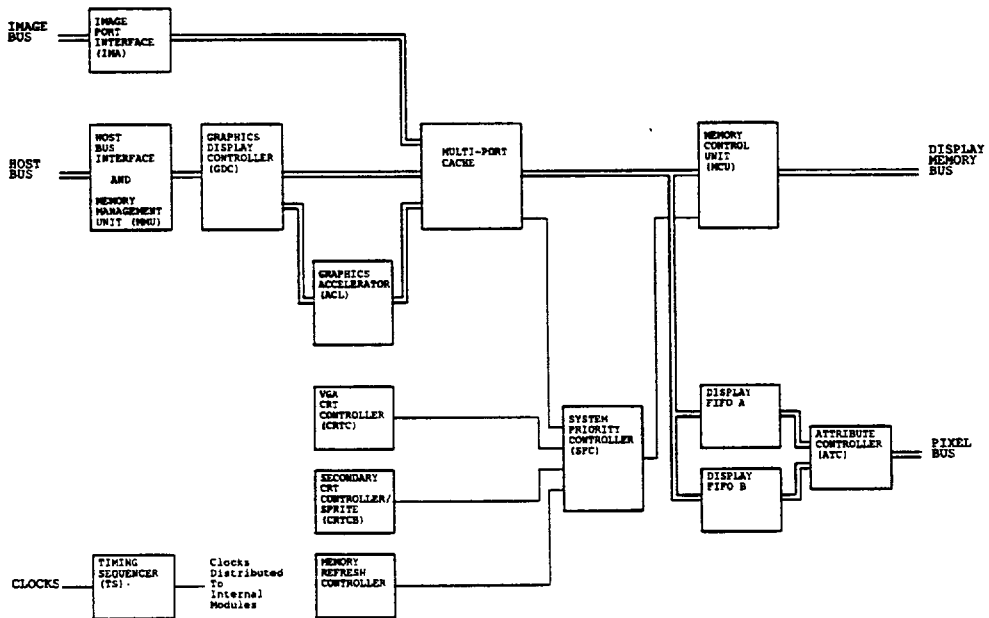 IMAGE
BUS
IMAGE
PORT
INTERFACE
(IMA)
HOST
BUS
HOST
BUS
INTERFACE
AND
MEMORY
MANAGEMENT
UNIT (MMU)
GRAPHICS
DISPLAY
CONTROLLER
(GDC)
MULTI-PORT
CACHE
MEMORY
CONTROL
UNIT
(MCU)
DISPLAY
MEMORY
BUS
GRAPHICS
ACCELERATOR
(ACL)
VGA
CRT
CONTROLLER
(CRTC)
SYSTEM
PRIORITY
CONTROLLER
(SPC)
DISPLAY
FIFO A
ATTRIBUTE
CONTROLLER
(ATC)
PIXEL
BUS
SECONDARY
CRT
CONTROLLER/
SPRITE
(CRTCB)
DISPLAY
FIFO B
CLOCKS
TIMING
SEQUENCER
(TS)
Clocks
Distributed
To
Internal
Modules
MEMORY
REFRESH
CONTROLLER